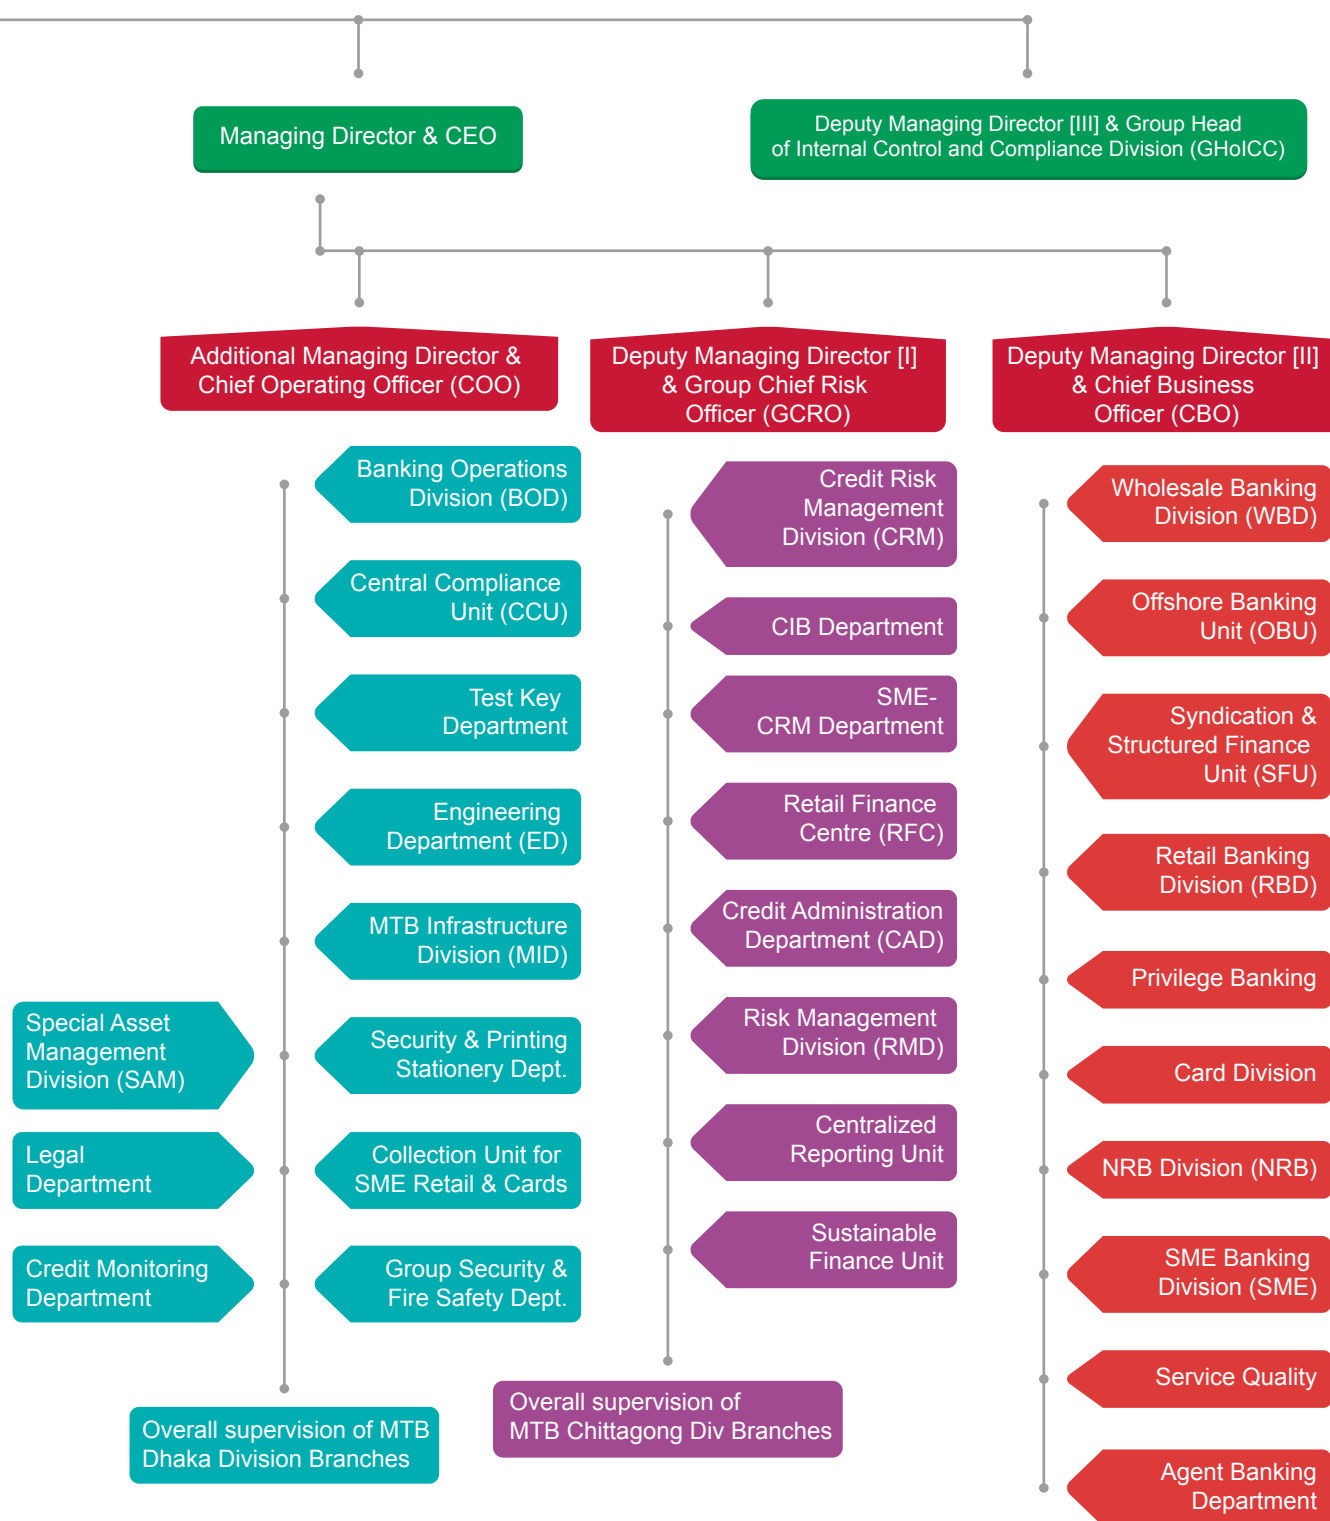 Managing Director & CEO
Deputy Managing Director [III] & Group Head
of Internal Control and Compliance Division (GHoICC)
Additional Managing Director &
Chief Operating Officer (COO)
Deputy Managing Director [I]
& Group Chief Risk
Officer (GCRO)
Deputy Managing Director [II]
& Chief Business
Officer (CBO)
Banking Operations
Division (BOD)
Central Compliance
Unit (CCU)
Test Key
Department
Engineering
Department (ED)
MTB Infrastructure
Division (MID)
Special Asset
Management
Division (SAM)
Security & Printing
Stationery Dept.
Legal
Department
Collection Unit for
SME Retail & Cards
Credit Monitoring
Department
Group Security &
Fire Safety Dept.
Overall supervision of MTB
Dhaka Division Branches
Credit Risk
Management
Division (CRM)
CIB Department
SME-
CRM Department
Retail Finance
Centre (RFC)
Credit Administration
Department (CAD)
Risk Management
Division (RMD)
Centralized
Reporting Unit
Sustainable
Finance Unit
Overall supervision of
MTB Chittagong Div Branches
Wholesale Banking
Division (WBD)
Offshore Banking
Unit (OBU)
Syndication &
Structured Finance
Unit (SFU)
Retail Banking
Division (RBD)
Privilege Banking
Card Division
NRB Division (NRB)
SME Banking
Division (SME)
Service Quality
Agent Banking
Department